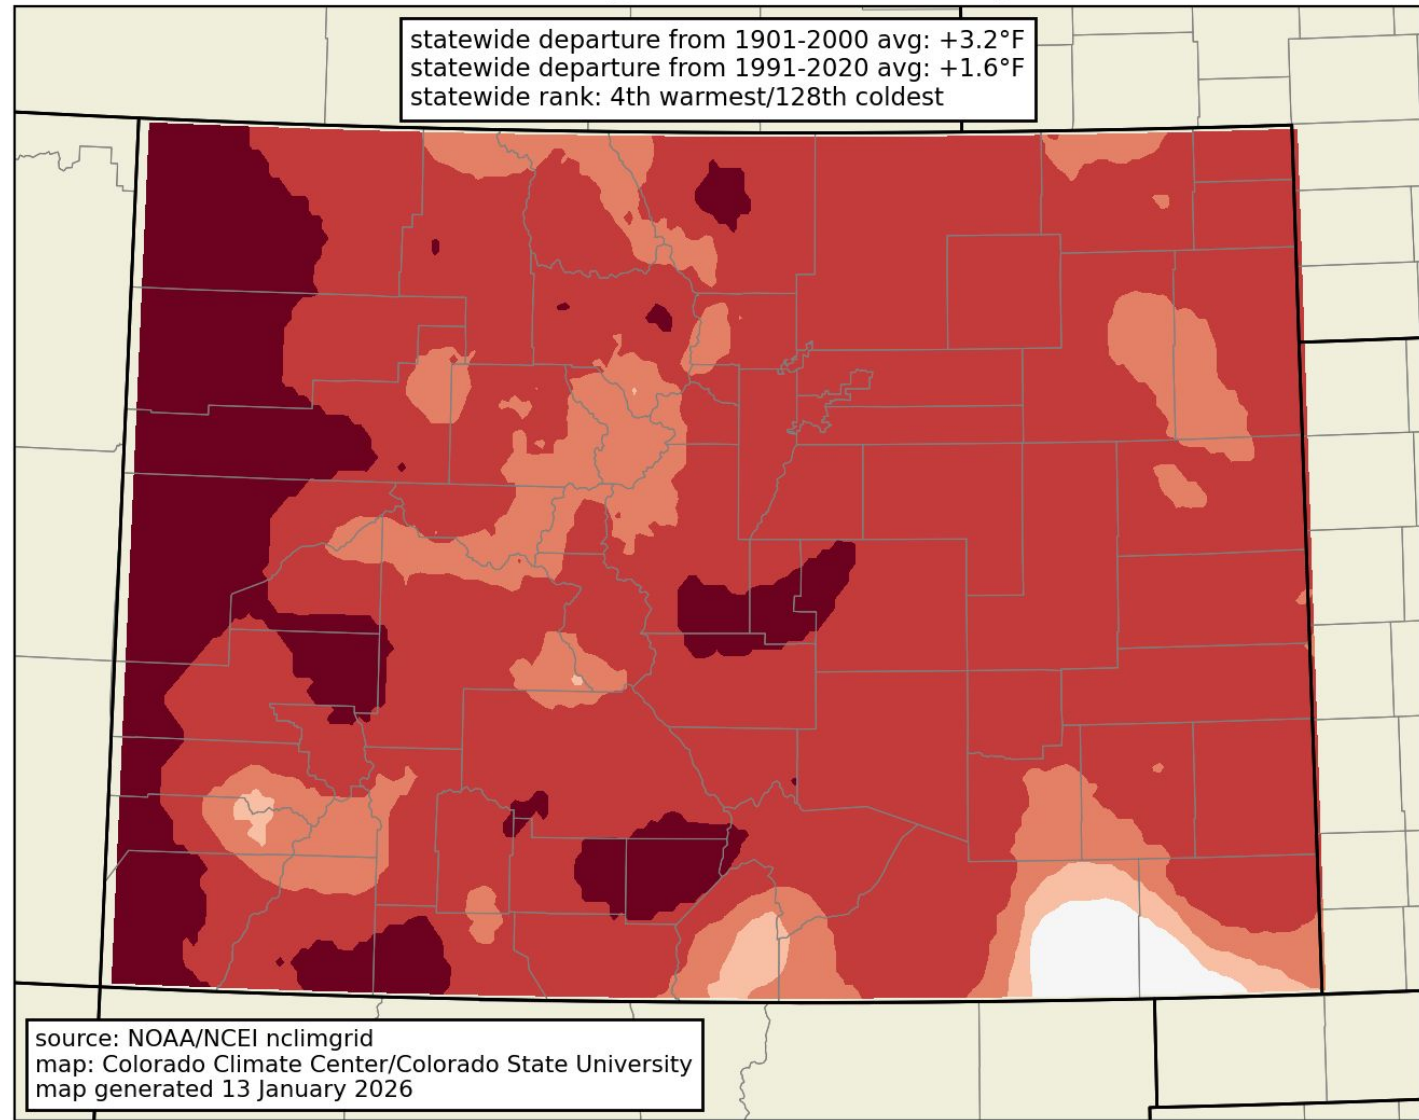 statewide departure from 1901-2000 avg: +3.2°F
statewide departure from 1991-2020 avg: +1.6°F
statewide rank: 4th warmest/128th coldest
source: NOAA/NCEI nclimgrid
map: Colorado Climate Center/Colorado State University
map generated 13 January 2026